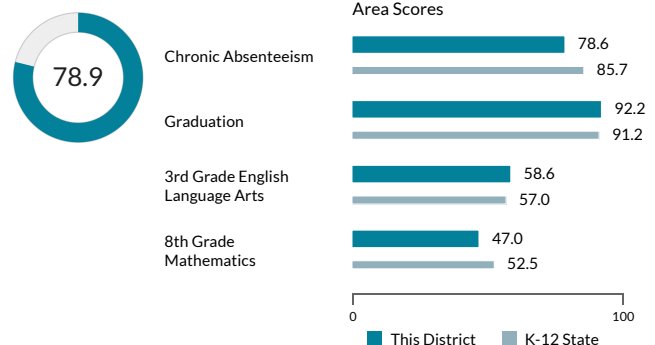 Area Scores
78.9
Chronic Absenteeism
78.6
85.7
Graduation
92.2
91.2
3rd Grade English
Language Arts
58.6
57.0
8th Grade
Mathematics
47.0
52.5
0
100
This District
K-12 State